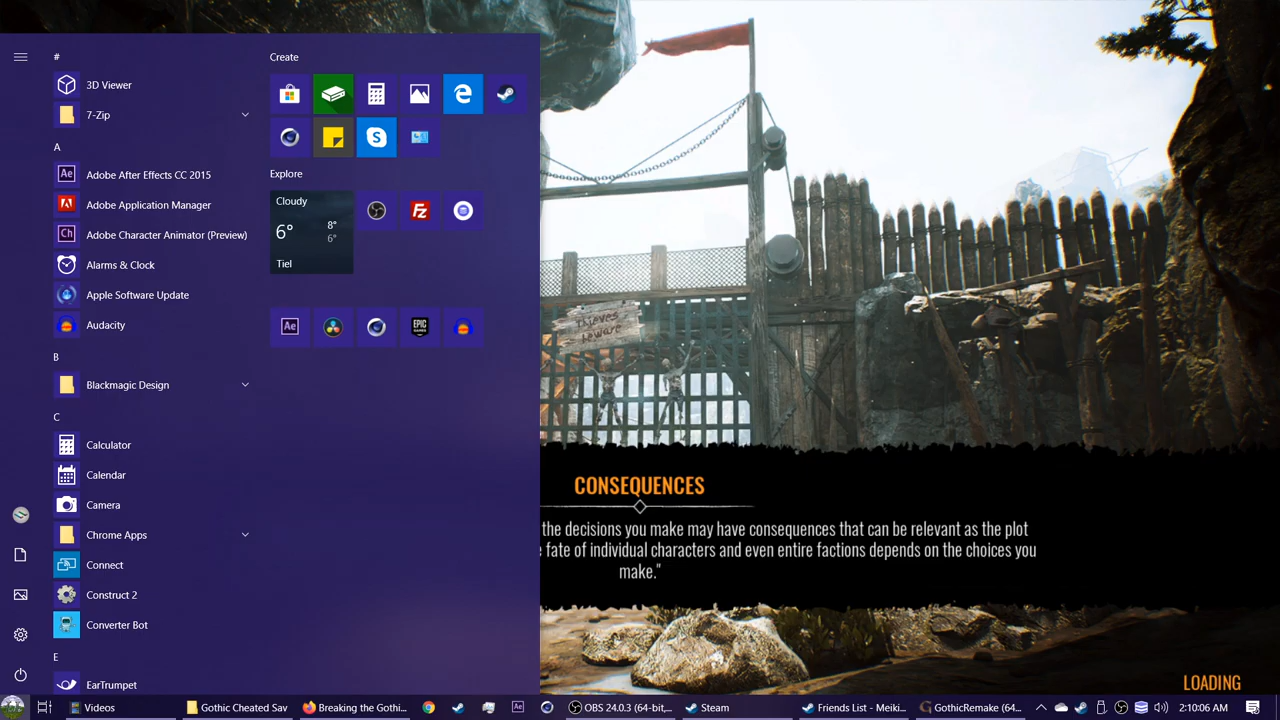 #
3D Viewer
7-Zip
A
Adobe After Effects CC 2015
Adobe Application Manager
Adobe Character Animator (Preview)
Alarms & Clock
Apple Software Update
Audacity
B
Blackmagic Design
C
Calculator
Calendar
Camera
Chrome Apps
Connect
Construct 2
Converter Bot
E
EarTrumpet
Create
Explore
Cloudy
6°
8°
6°
Tiel
Ae
Ch
Ae
EPIC
GAMES
Thieves
beware
CONSEQUENCES
the decisions you make may have consequences that can be relevant as the plot
e fate of individual characters and even entire factions depends on the choices you
make."
LOADING
Videos
Gothic Cheated Sav
Breaking the Gothi...
Ae
OBS 24.0.3 (64-bit,...
Steam
Friends List - Meiki...
GothicRemake (64...
2:10:06 AM